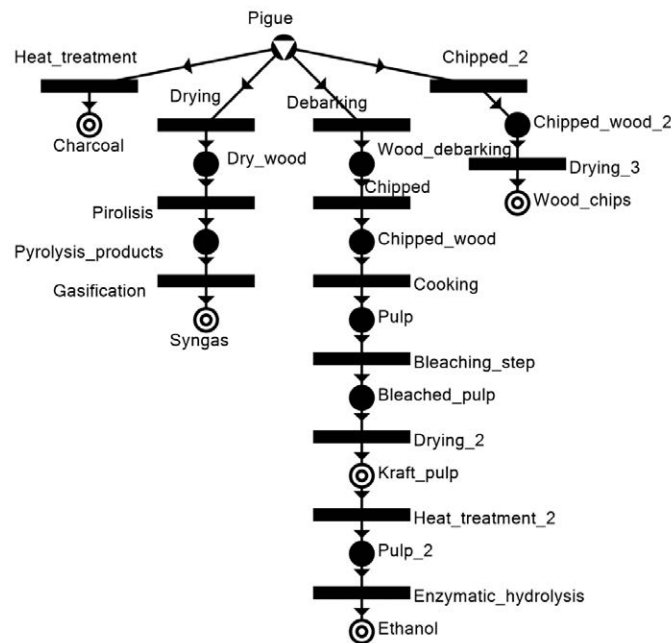 Pigue
Heat_treatment
Chipped_2
Drying
Debarking
Charcoal
Chipped_wood_2
Dry_wood
Wood_debarking
Drying_3
Pirolisis
Chipped
Wood_chips
Pyrolysis_products
Chipped_wood
Gasification
Cooking
Syngas
Pulp
Bleaching_step
Bleached_pulp
Drying_2
Kraft_pulp
Heat_treatment_2
Pulp_2
Enzymatic_hydrolysis
Ethanol